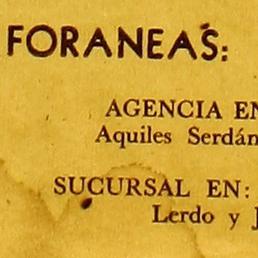 FORANEAS:
AGENCIA EN
Aquiles Serdán
SUCURSAL EN:
Lerdo y